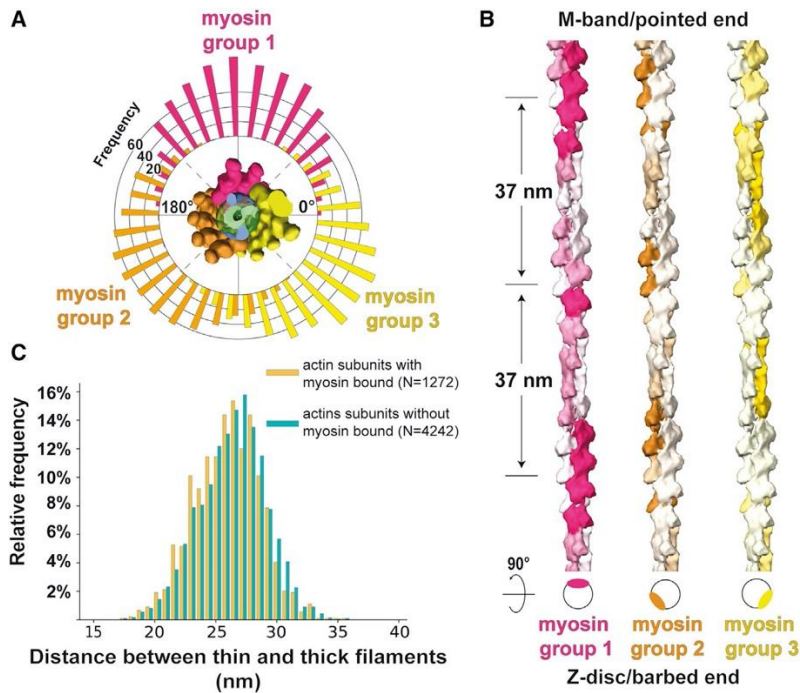 A
myosin
group 1
Frequency
60
40
20
180°
0°
myosin
group 2
myosin
group 3
B
M-band/pointed end
37 nm
37 nm
90°
myosin
group 1
myosin
group 2
myosin
group 3
Z-disc/barbed end
C
actin subunits with
myosin bound (N=1272)
actins subunits without
myosin bound (N=4242)
Relative frequency
16%
14%
12%
10%
8%
6%
4%
2%
15 20 25 30 35 40
Distance between thin and thick filaments
(nm)